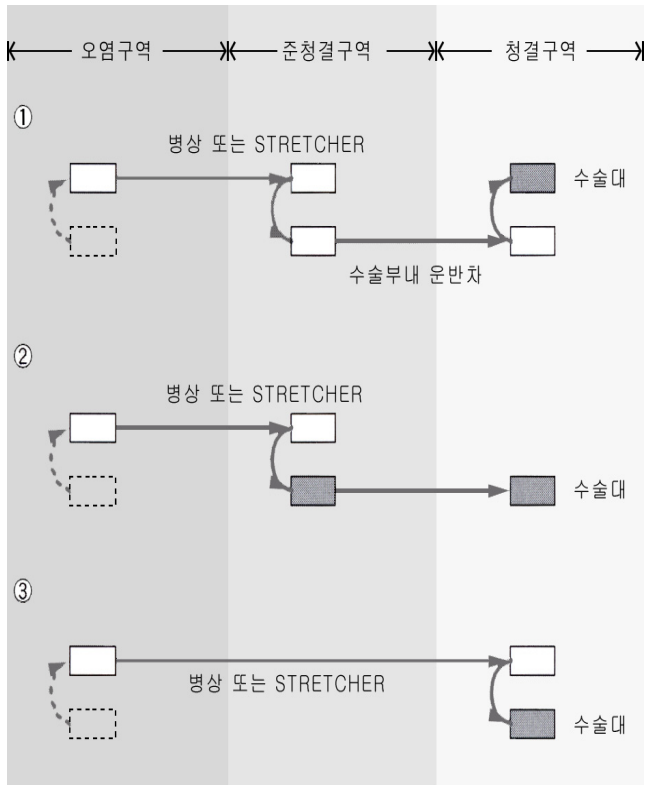 오염구역 준청결구역 청결구역
①
병상 또는 STRETCHER
수술대
수술부내 운반차
②
병상 또는 STRETCHER
수술대
③
병상 또는 STRETCHER
수술대